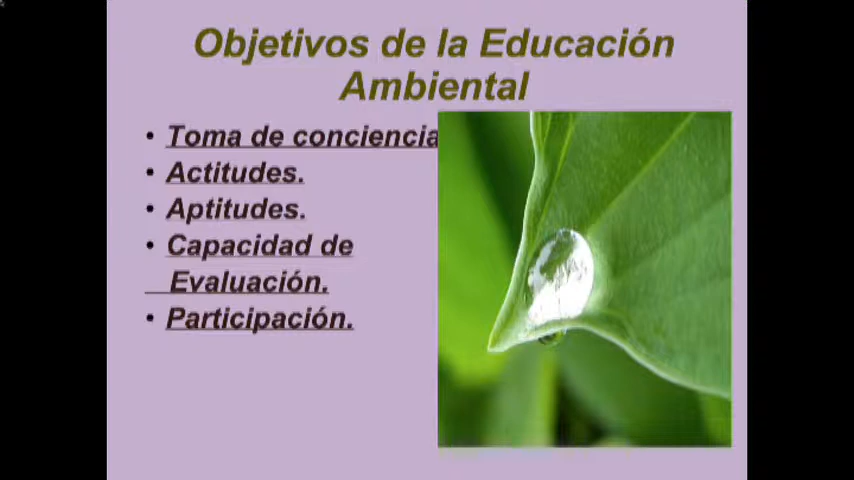 Objetivos de la Educación
Ambiental
• Toma de conciencia
• Actitudes.
• Aptitudes.
• Capacidad de
Evaluación.
• Participación.